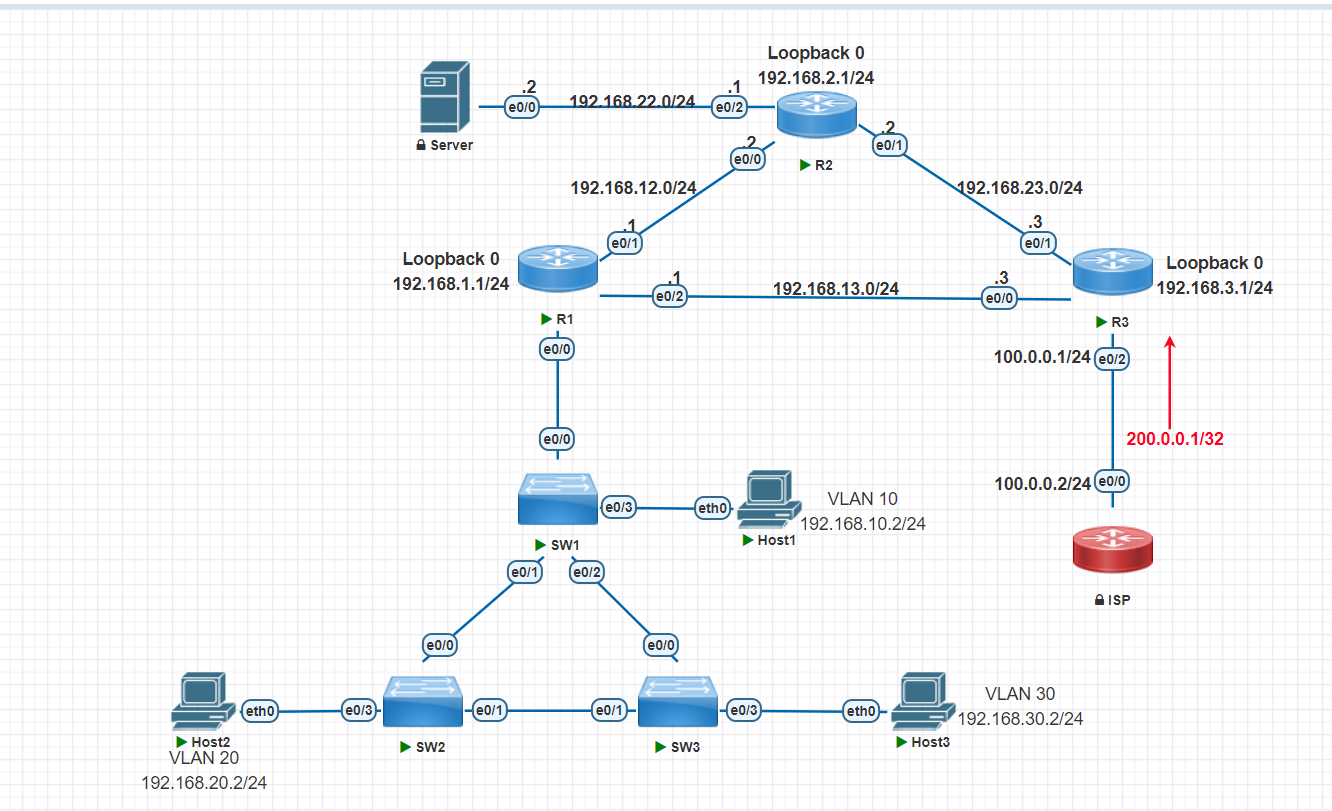 Loopback 0
192.168.2.1/24
.2
e0/0
192.168.22.0/24
.1
e0/2
Server
R2
.2
e0/0
.2
e0/1
192.168.12.0/24
192.168.23.0/24
.1
e0/1
.3
e0/1
Loopback 0
192.168.1.1/24
R1
.1
e0/2
192.168.13.0/24
.3
e0/0
Loopback 0
192.168.3.1/24
R3
e0/0
100.0.0.1/24
e0/2
200.0.0.1/32
e0/0
100.0.0.2/24
e0/0
SW1
e0/3
eth0
Host1
VLAN 10
192.168.10.2/24
ISP
e0/1
e0/2
e0/0
e0/0
Host2
VLAN 20
192.168.20.2/24
eth0
e0/3
SW2
e0/1
e0/1
SW3
e0/3
eth0
Host3
VLAN 30
192.168.30.2/24